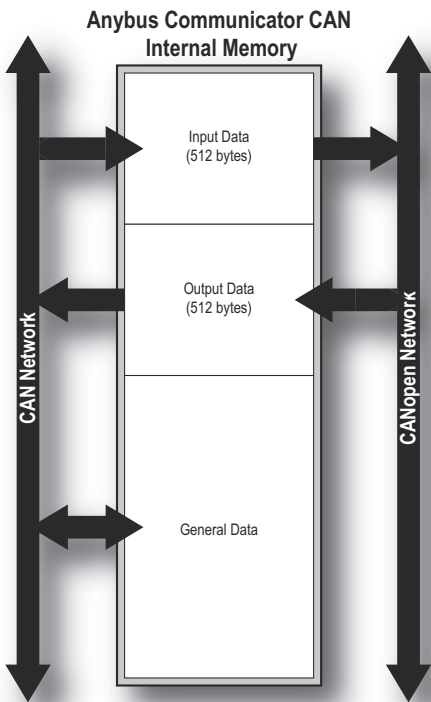 Anybus Communicator CAN
Internal Memory
Input Data
(512 bytes)
Output Data
(512 bytes)
CAN Network
CANopen Network
General Data